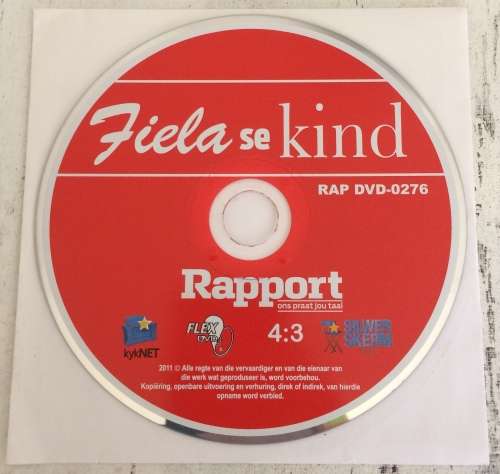 Fiela se kind
RAP DVD-0276
Rapport
ons praat jou taal
kykNET
FLEX
DVD
4:3
SILWER
SKERM
2011 © Alle regte van die vervaardiger en van die eienaar van
die werk wat geproduseer is, word voorbehou.
Kopiëring, openbare uitvoering en verhuring, direk of indirek, van hierdie
opname word verbied.